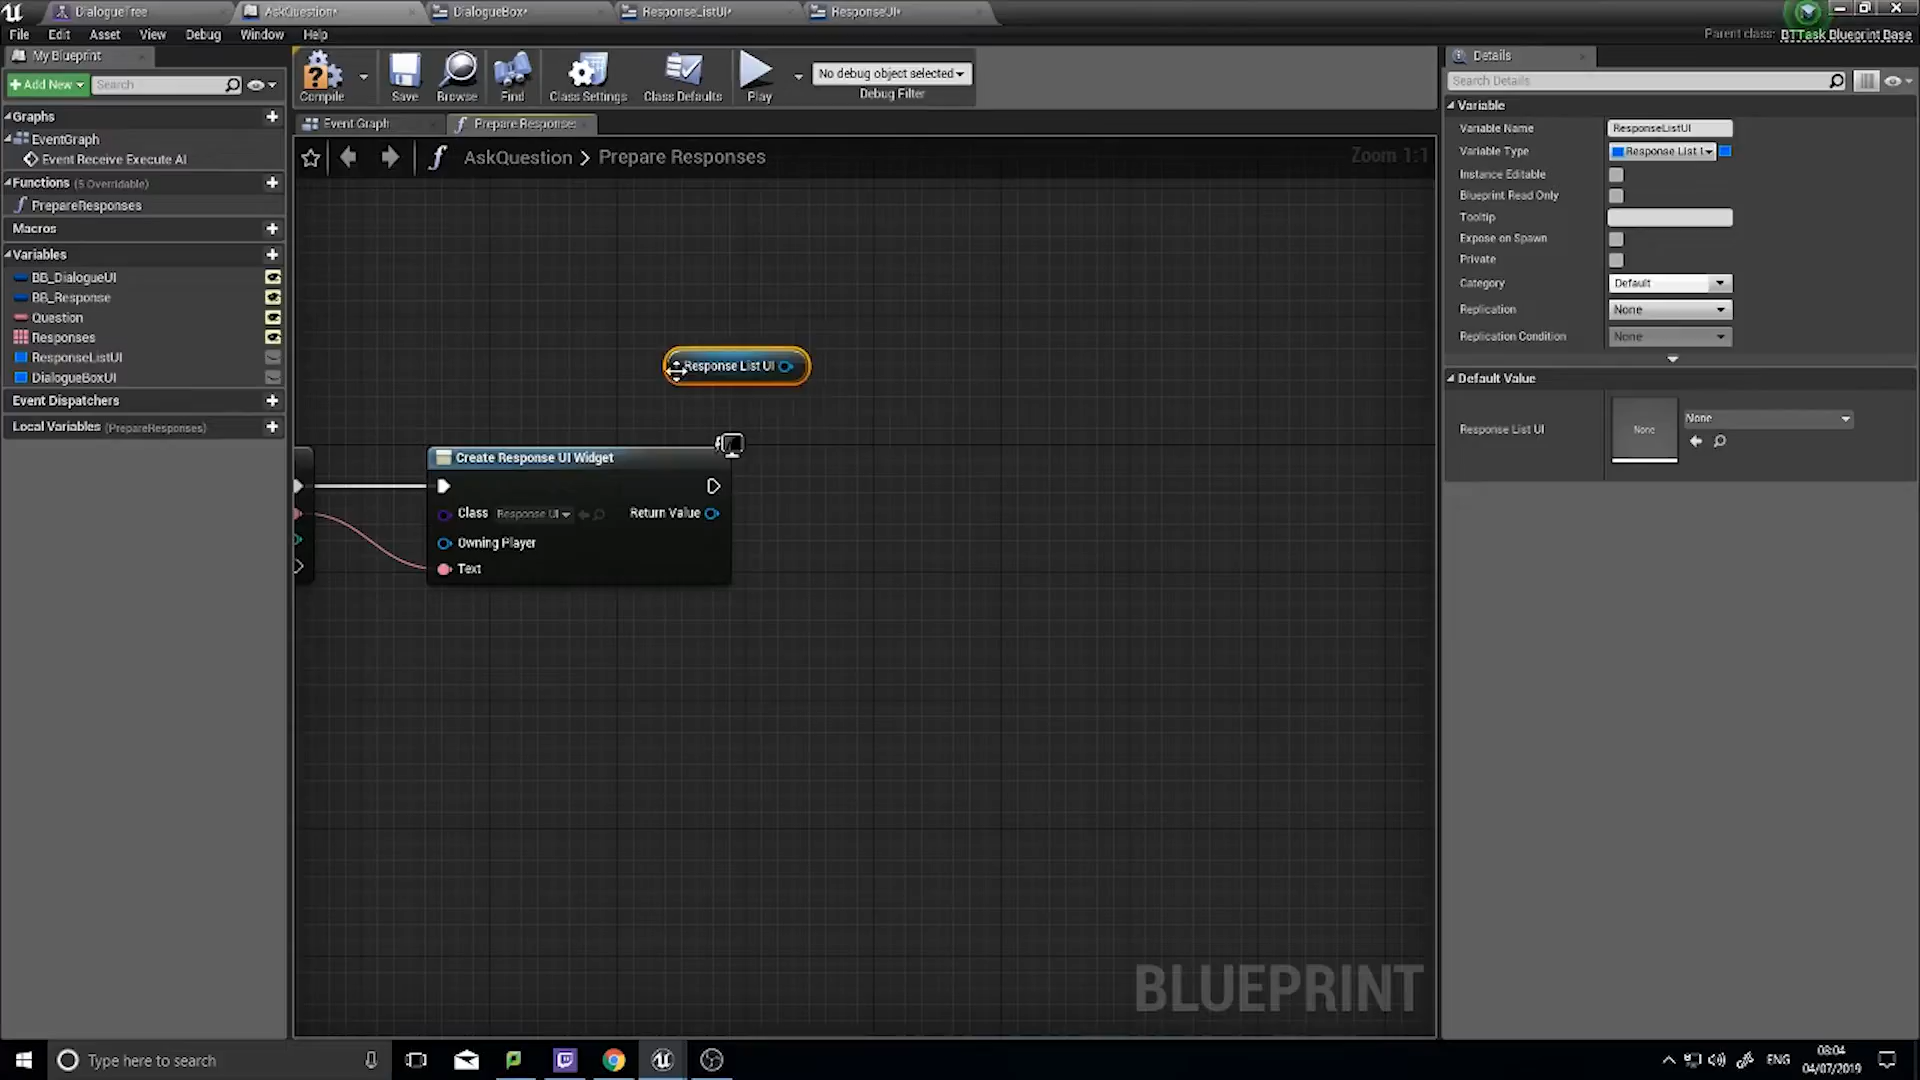 DialogueTree
AskQuestion*
DialogueBox*
ResponseListUI*
ResponseUI*
File Edit Asset View Debug Window Help
Parent class: BTTask Blueprint Base
My Blueprint
Add New
Search
Compile
Save
Browse
Find
Class Settings
Class Defaults
Play
No debug object selected
Debug Filter
Details
Search Details
Graphs
EventGraph
Event Receive Execute AI
Functions (5 Overridable)
PrepareResponses
Macros
Variables
BB_DialogueUI
BB_Response
Question
Responses
ResponseListUI
DialogueBoxUI
Event Dispatchers
Local Variables (PrepareResponses)
Event Graph
Prepare Response
AskQuestion > Prepare Responses
Zoom 1:1
Response List UI
Create Response UI Widget
Class Response UI
Return Value
Owning Player
Text
BLUEPRINT
Variable
Variable Name ResponseListUI
Variable Type Response List U
Instance Editable
Blueprint Read Only
Tooltip
Expose on Spawn
Private
Category Default
Replication None
Replication Condition None
Default Value
Response List UI None None
Type here to search
ENG
08:04
04/07/2019